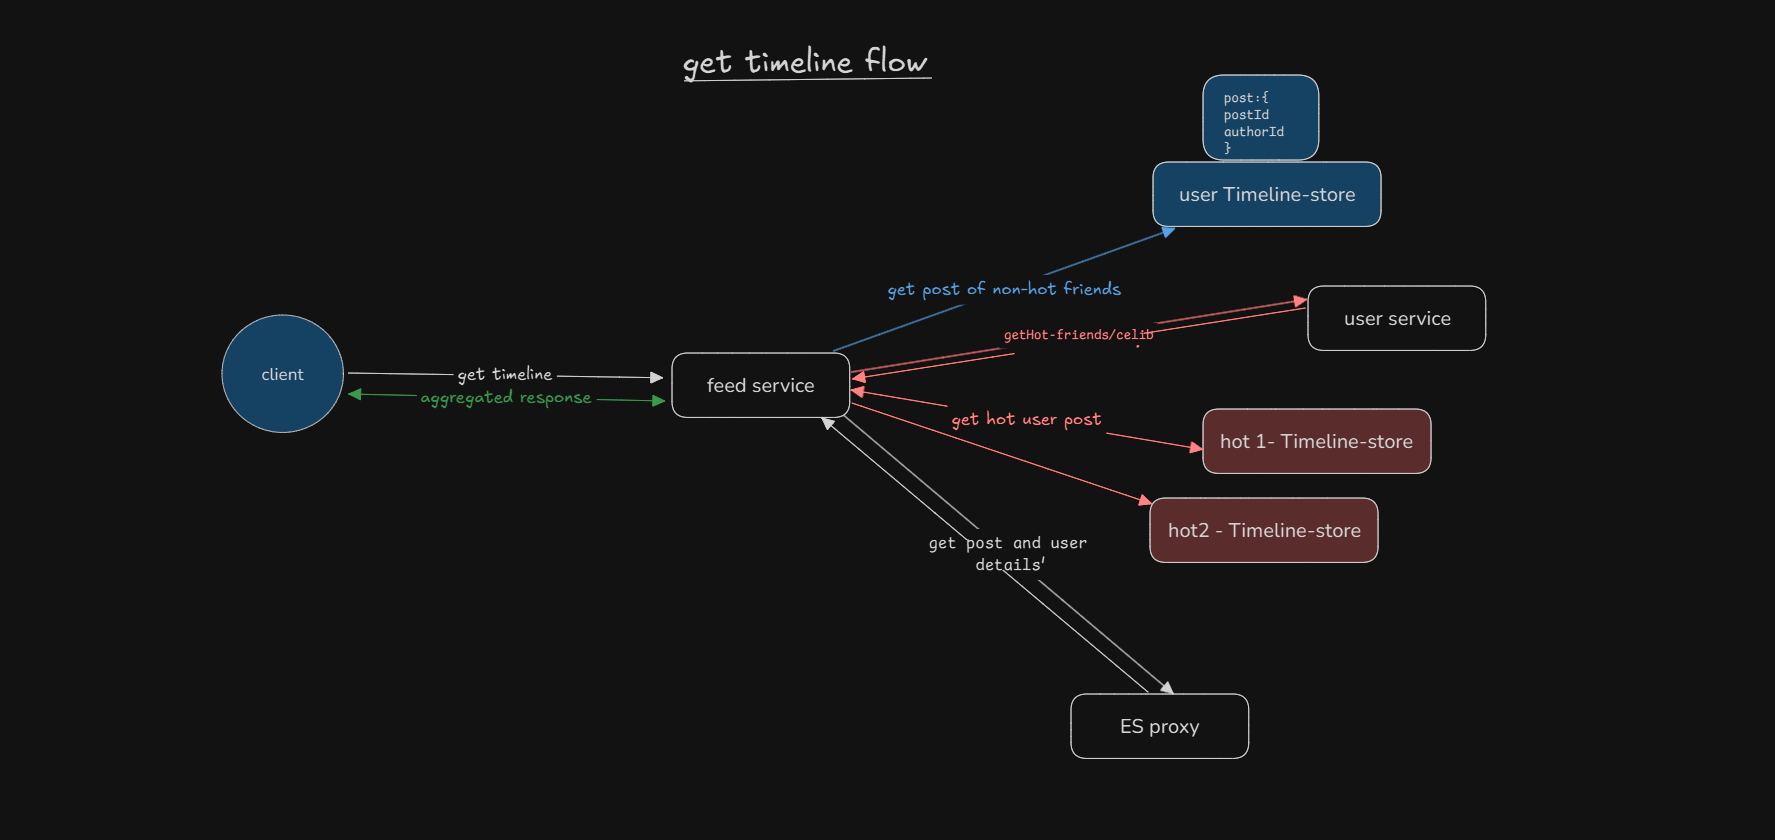 get timeline flow
post:{
postId
authorId
}
user Timeline-store
get post of non-hot friends
user service
getHot-friends/celib
.
client
get timeline
aggregated response
feed service
get hot user post
hot 1- Timeline-store
hot2 - Timeline-store
get post and user
details'
ES proxy